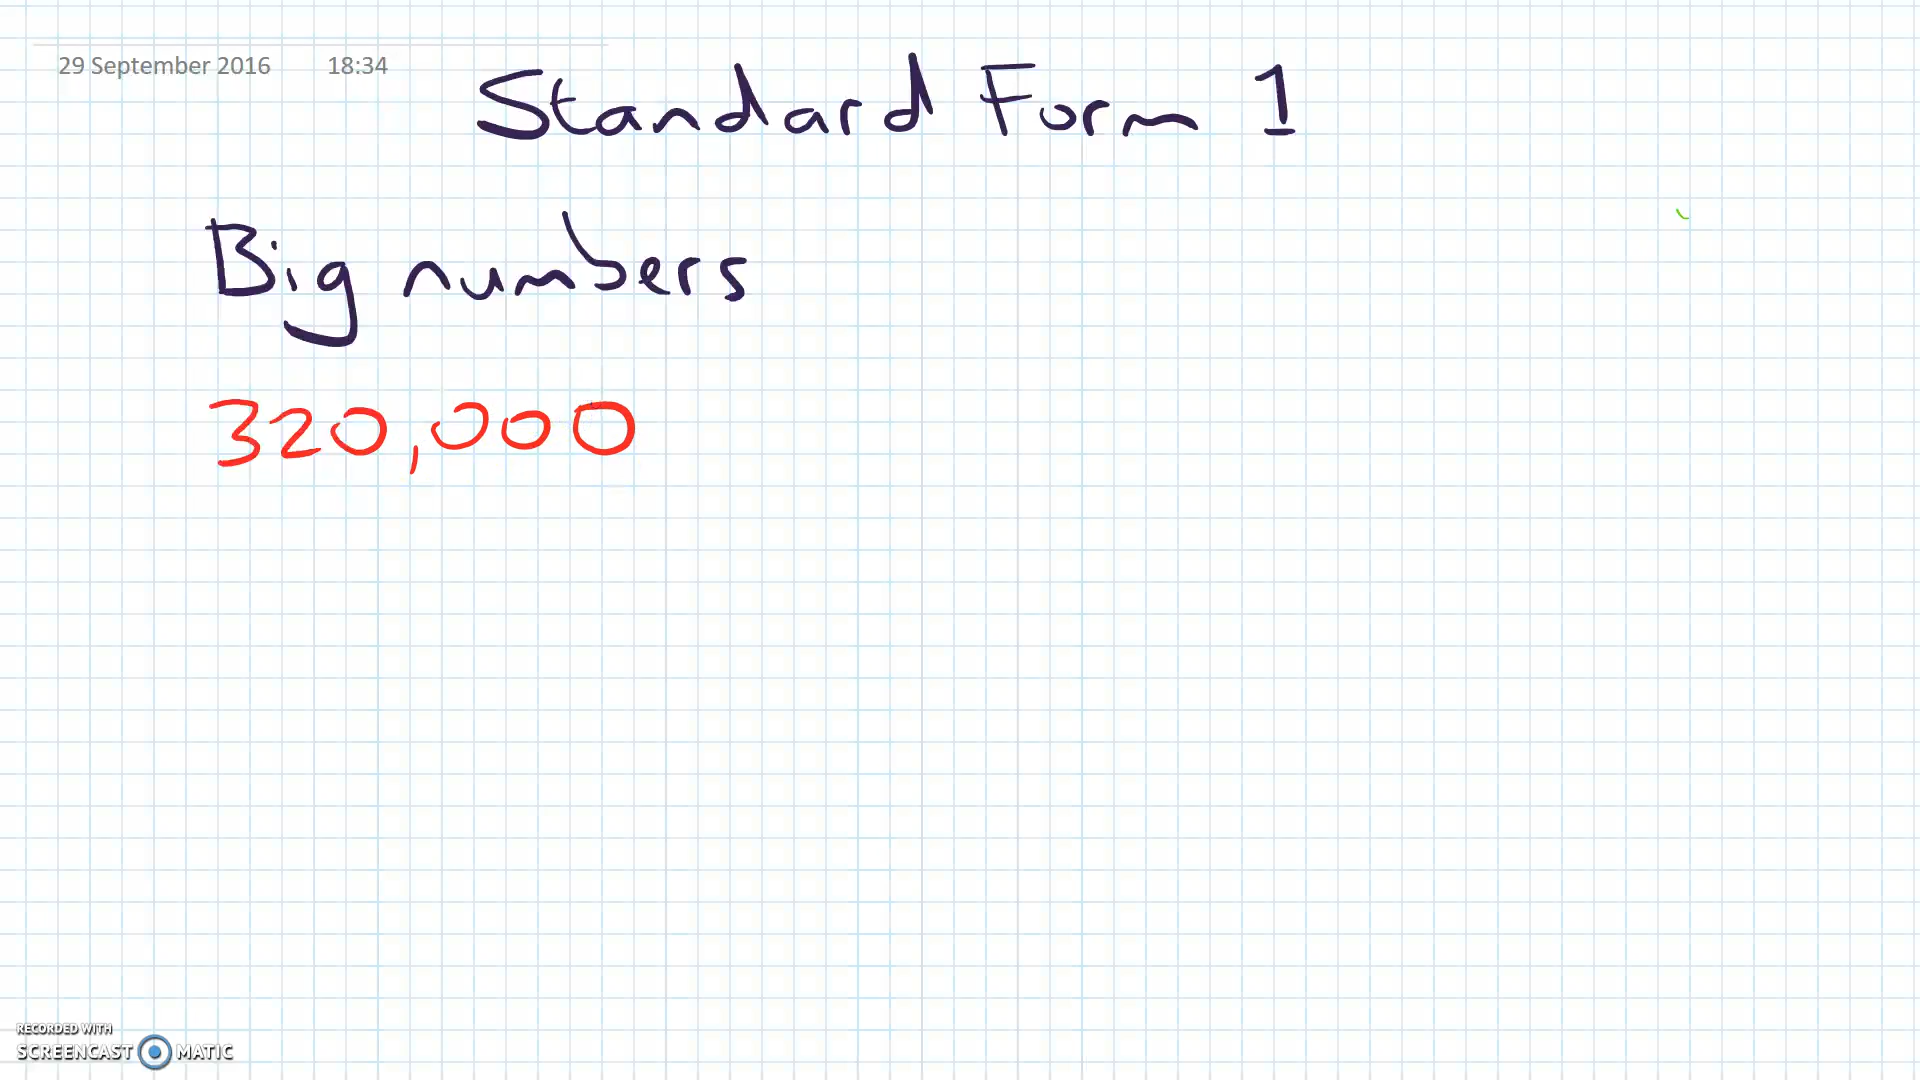 29 September 2016 18:34
Standard Form 1
Big numbers
320,000
RECORDED WITH
SCREENCAST MATIC